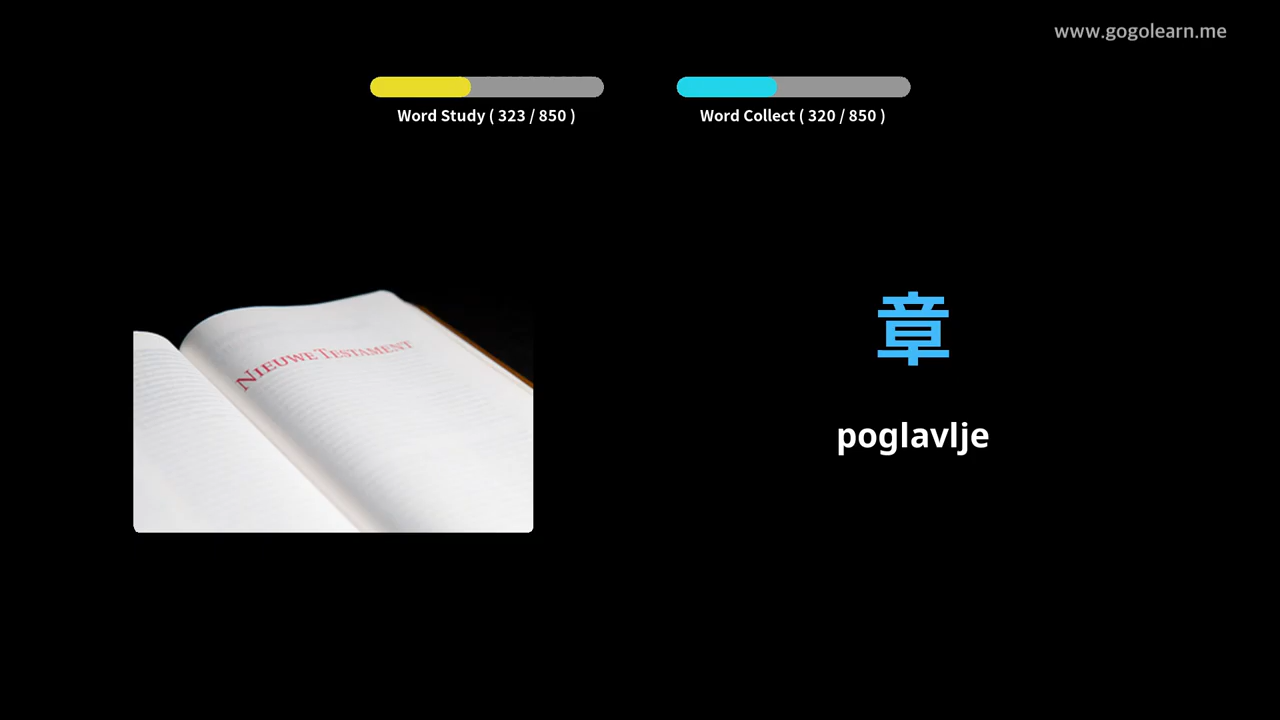 www.gogolearn.me
Word Study ( 323 / 850 )
Word Collect ( 320 / 850 )
NIEUWE TESTAMENT
章
poglavlje